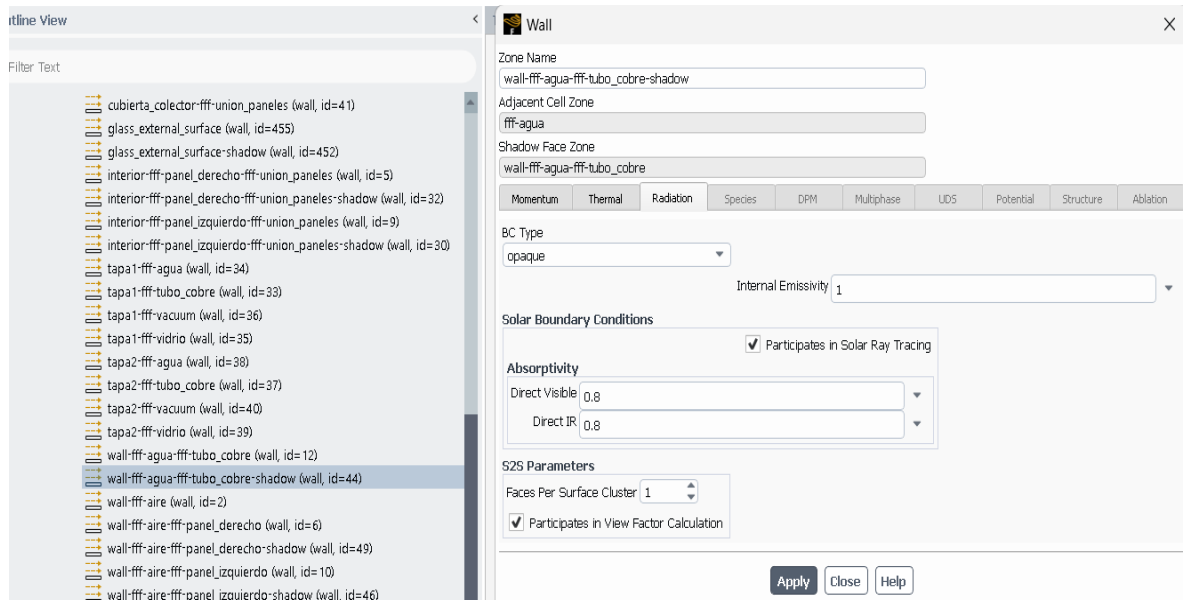 tline View
<
Filter Text
cubierta_colector-fff-union_paneles (wall, id=41)
glass_external_surface (wall, id=455)
glass_external_surface-shadow (wall, id=452)
interior-fff-panel_derecho-fff-union_paneles (wall, id=5)
interior-fff-panel_derecho-fff-union_paneles-shadow (wall, id=32)
interior-fff-panel_izquierdo-fff-union_paneles (wall, id=9)
interior-fff-panel_izquierdo-fff-union_paneles-shadow (wall, id=30)
tapa1-fff-agua (wall, id=34)
tapa1-fff-tubo_cobre (wall, id=33)
tapa1-fff-vacuum (wall, id=36)
tapa1-fff-vidrio (wall, id=35)
tapa2-fff-agua (wall, id=38)
tapa2-fff-tubo_cobre (wall, id=37)
tapa2-fff-vacuum (wall, id=40)
tapa2-fff-vidrio (wall, id=39)
wall-fff-agua-fff-tubo_cobre (wall, id=12)
wall-fff-agua-fff-tubo_cobre-shadow (wall, id=44)
wall-fff-aire (wall, id=2)
wall-fff-aire-fff-panel_derecho (wall, id=6)
wall-fff-aire-fff-panel_derecho-shadow (wall, id=49)
wall-fff-aire-fff-panel_izquierdo (wall, id=10)
wall-fff-aire-fff-panel_izquierdo-shadow (wall, id=46)
F Wall X
Zone Name
wall-fff-agua-fff-tubo_cobre-shadow
Adjacent Cell Zone
fff-agua
Shadow Face Zone
wall-fff-agua-fff-tubo_cobre
Momentum Thermal Radiation Species DPM Multiphase UDS Potential Structure Ablation
BC Type
opaque
Internal Emissivity 1
Solar Boundary Conditions
Participates in Solar Ray Tracing
Absorptivity
Direct Visible 0.8
Direct IR 0.8
S2S Parameters
Faces Per Surface Cluster 1
Participates in View Factor Calculation
Apply Close Help